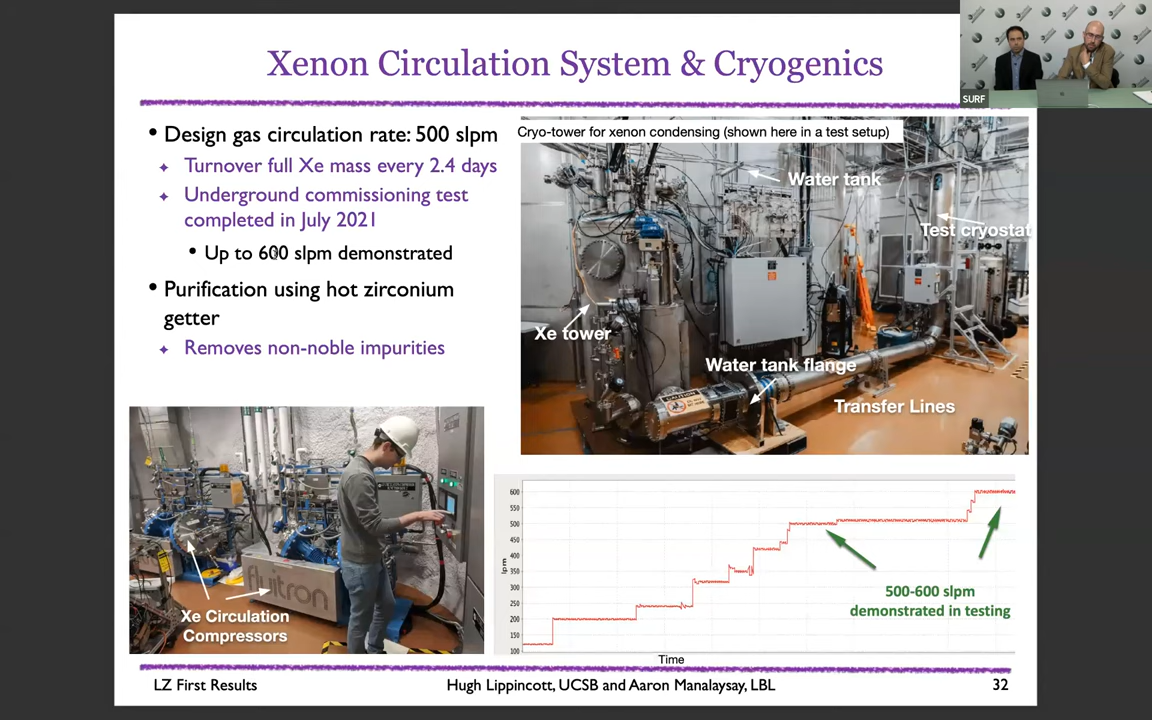 SURF
Xenon Circulation System & Cryogenics
• Design gas circulation rate: 500 slpm
Turnover full Xe mass every 2.4 days
Underground commissioning test
completed in July 2021
• Up to 600 slpm demonstrated
• Purification using hot zirconium
getter
Removes non-noble impurities
Cryo-tower for xenon condensing (shown here in a test setup)
Water tank
Test cryostat
Xe tower
Water tank flange
Transfer Lines
CAUTION
fluitron
Xe Circulation
Compressors
600
550
500
450
400
350
300
250
200
150
100
lpm
500-600 slpm
demonstrated in testing
Time
LZ First Results
Hugh Lippincott, UCSB and Aaron Manalaysay, LBL
32